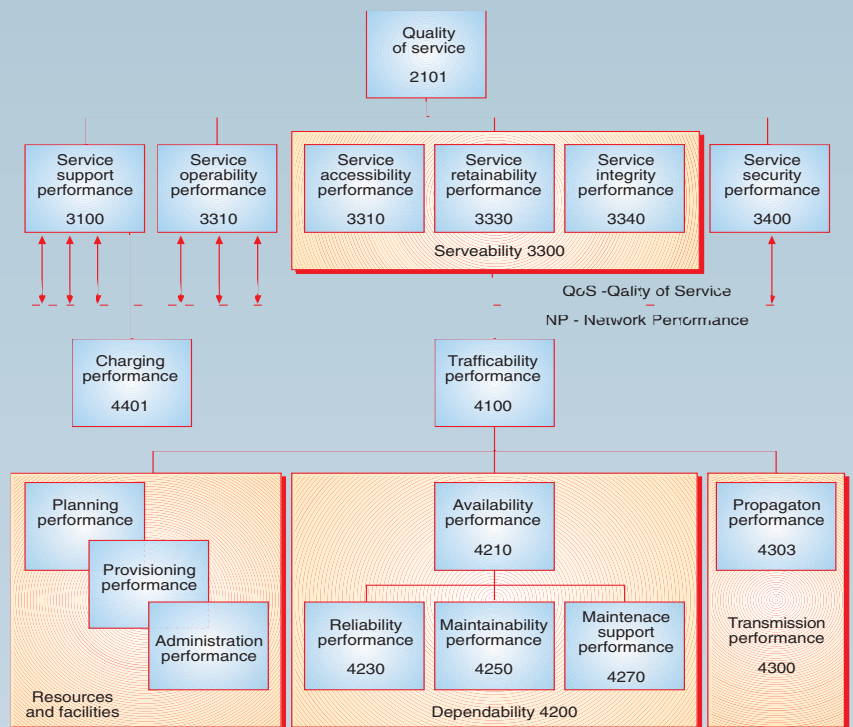 Quality
of service
2101
Service
support
performance
3100
Service
operability
performance
3310
Service
accessibility
performance
3310
Service
retainability
performance
3330
Service
integrity
performance
3340
Serveability 3300
Service
security
performance
3400
QoS -Qality of Service
NP - Network Performance
Charging
performance
4401
Trafficability
performance
4100
Planning
performance
Provisioning
performance
Administration
performance
Resources
and facilities
Availability
performance
4210
Reliability
performance
4230
Maintainability
performance
4250
Maintenace
support
performance
4270
Dependability 4200
Propagaton
performance
4303
Transmission
performance
4300